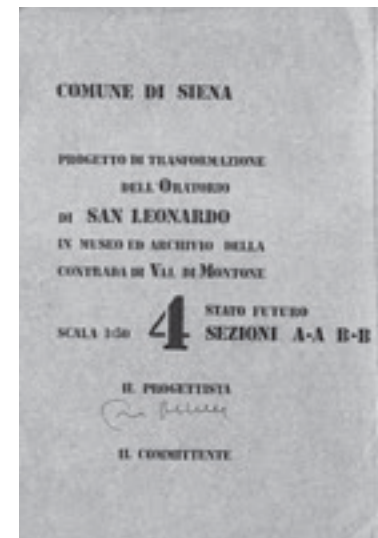 COMUNE DI SIENA
PROGETTO DI TRASFORMAZIONE
DELL ORATORIO
DI SAN LEONARDO
IN MUSEO ED ARCHIVIO DELLA
CONTRADA DI VAL DI MONTONE
STATO FUTURO
SCALA 1:50 4 SEZIONI A-A B-B
IL PROGETTISTA
IL COMMITTENTE